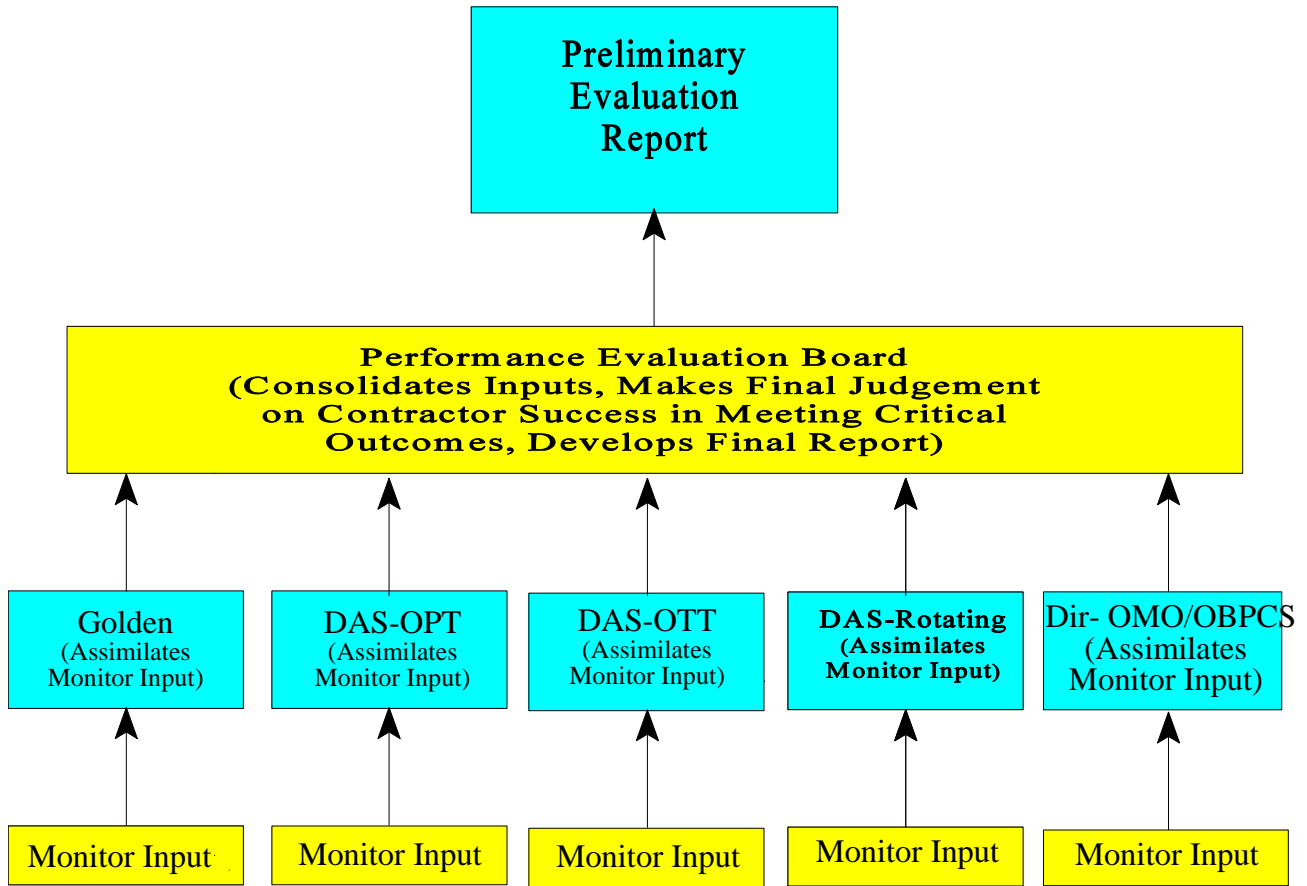 Preliminary
Evaluation
Report
Performance Evaluation Board
(Consolidates Inputs, Makes Final Judgement
on Contractor Success in Meeting Critical
Outcomes, Develops Final Report)
Golden
(Assimilates
Monitor Input)
DAS-OPT
(Assimilates
Monitor Input)
DAS-OTT
(Assimilates
Monitor Input)
DAS-Rotating
(Assimilates
Monitor Input)
Dir- OMO/OBPCS
(Assimilates
Monitor Input)
Monitor Input
Monitor Input
Monitor Input
Monitor Input
Monitor Input